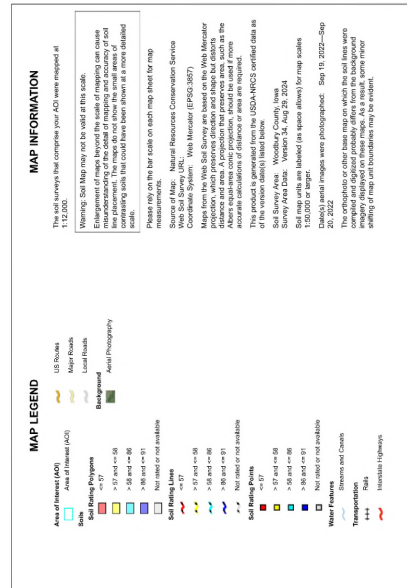 MAP LEGEND
Area of Interest (AOI)
Area of Interest (AOI)
Soils
Soil Rating Polygons
<= 57
> 57 and <= 58
> 58 and <= 86
> 86 and <= 91
Not rated or not available
Soil Rating Lines
<= 57
> 57 and <= 58
> 58 and <= 86
> 86 and <= 91
Not rated or not available
Soil Rating Points
<= 57
> 57 and <= 58
> 58 and <= 86
> 86 and <= 91
Not rated or not available
Water Features
Streams and Canals
Transportation
Rails
Interstate Highways
US Routes
Major Roads
Local Roads
Background
Aerial Photography
MAP INFORMATION
The soil surveys that comprise your AOI were mapped at
1:12,000.
Warning: Soil Map may not be valid at this scale.
Enlargement of maps beyond the scale of mapping can cause
misunderstanding of the detail of mapping and accuracy of soil
line placement. The maps do not show the small areas of
contrasting soils that could have been shown at a more detailed
scale.
Please rely on the bar scale on each map sheet for map
measurements.
Source of Map: Natural Resources Conservation Service
Web Soil Survey URL:
Coordinate System: Web Mercator (EPSG:3857)
Maps from the Web Soil Survey are based on the Web Mercator
projection, which preserves direction and shape but distorts
distance and area. A projection that preserves area, such as the
Albers equal-area conic projection, should be used if more
accurate calculations of distance or area are required.
This product is generated from the USDA-NRCS certified data as
of the version date(s) listed below.
Soil Survey Area: Woodbury County, Iowa
Survey Area Data: Version 34, Aug 29, 2024
Soil map units are labeled (as space allows) for map scales
1:50,000 or larger.
Date(s) aerial images were photographed: Sep 19, 2022—Sep
20, 2022
The orthophoto or other base map on which the soil lines were
compiled and digitized probably differs from the background
imagery displayed on these maps. As a result, some minor
shifting of map unit boundaries may be evident.